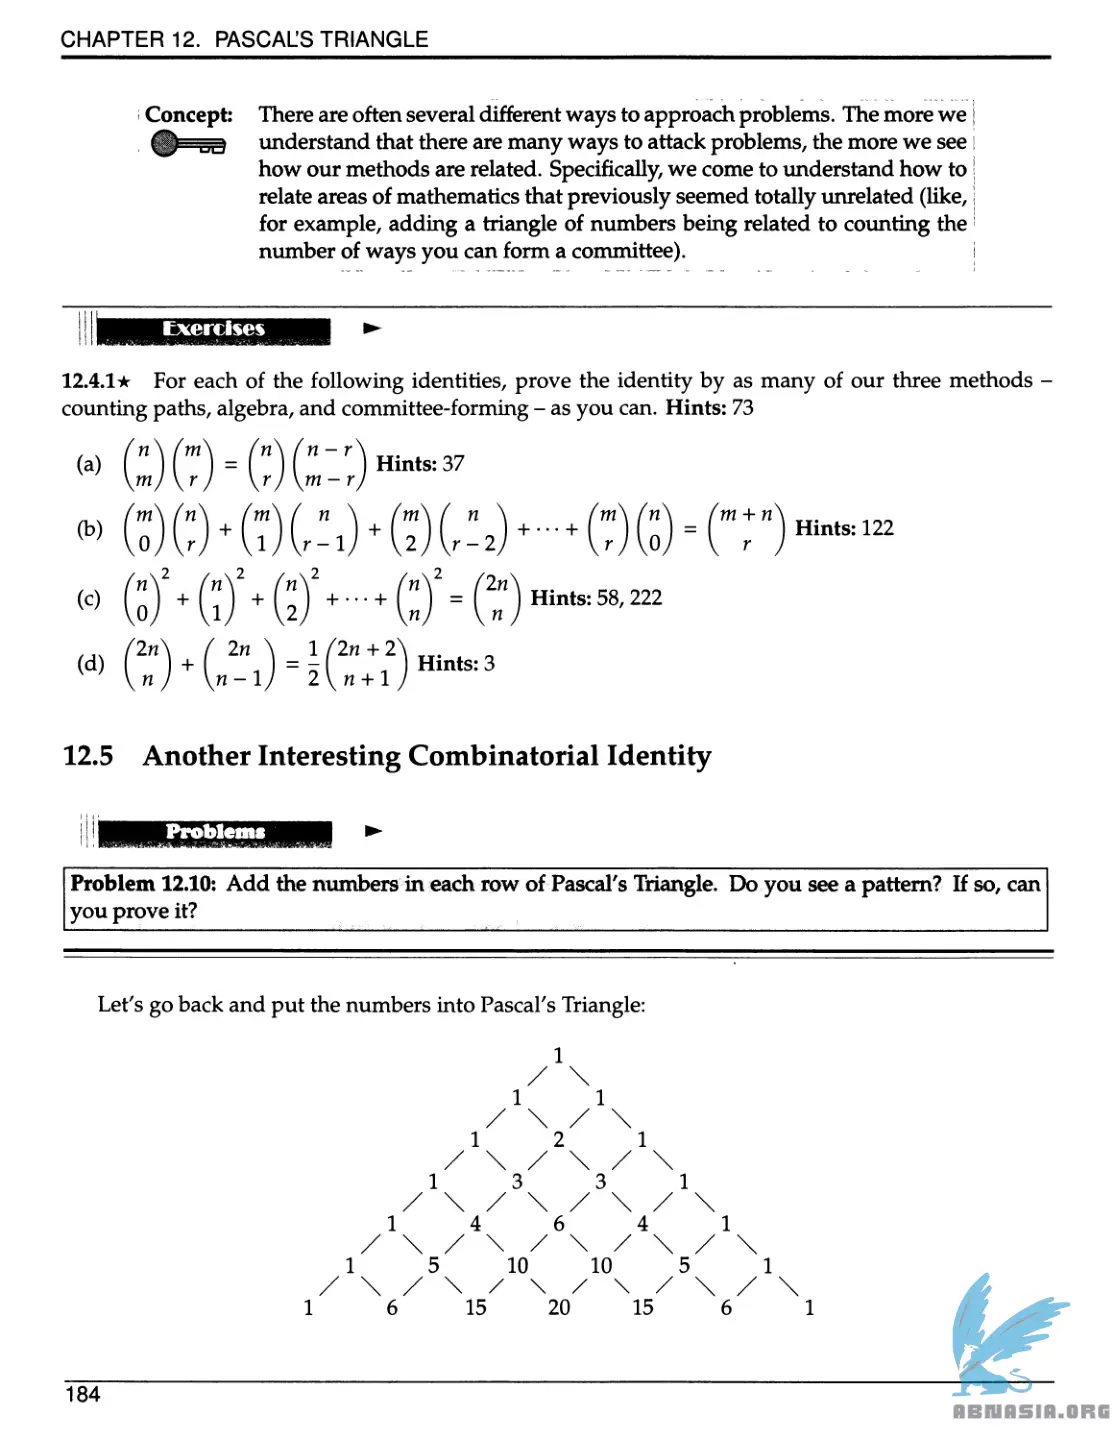 CHAPTER 12. PASCAL'S TRIANGLE
Concept: There are often several different ways to approach problems. The more we
understand that there are many ways to attack problems, the more we see
how our methods are related. Specifically, we come to understand how to
relate areas of mathematics that previously seemed totally unrelated (like,
for example, adding a triangle of numbers being related to counting the
number of ways you can form a committee).
Exercises
12.4.1★ For each of the following identities, prove the identity by as many of our three methods –
counting paths, algebra, and committee-forming – as you can. Hints: 73
(a) $\binom{n}{m}\binom{m}{r} = \binom{n}{r}\binom{n-r}{m-r}$ Hints: 37
(b) $\binom{m}{0}\binom{n}{r} + \binom{m}{1}\binom{n}{r-1} + \binom{m}{2}\binom{n}{r-2} + \cdots + \binom{m}{r}\binom{n}{0} = \binom{m+n}{r}$ Hints: 122
(c) $\binom{n}{0}^2 + \binom{n}{1}^2 + \binom{n}{2}^2 + \cdots + \binom{n}{n}^2 = \binom{2n}{n}$ Hints: 58, 222
(d) $\binom{2n}{n} + \binom{2n}{n-1} = \frac{1}{2}\binom{2n+2}{n+1}$ Hints: 3
12.5 Another Interesting Combinatorial Identity
Problems
Problem 12.10: Add the numbers in each row of Pascal's Triangle. Do you see a pattern? If so, can
you prove it?
Let's go back and put the numbers into Pascal's Triangle:
1
1 1
1 2 1
1 3 3 1
1 4 6 4 1
1 5 10 10 5 1
1 6 15 20 15 6 1
184
ABNASIA.ORG